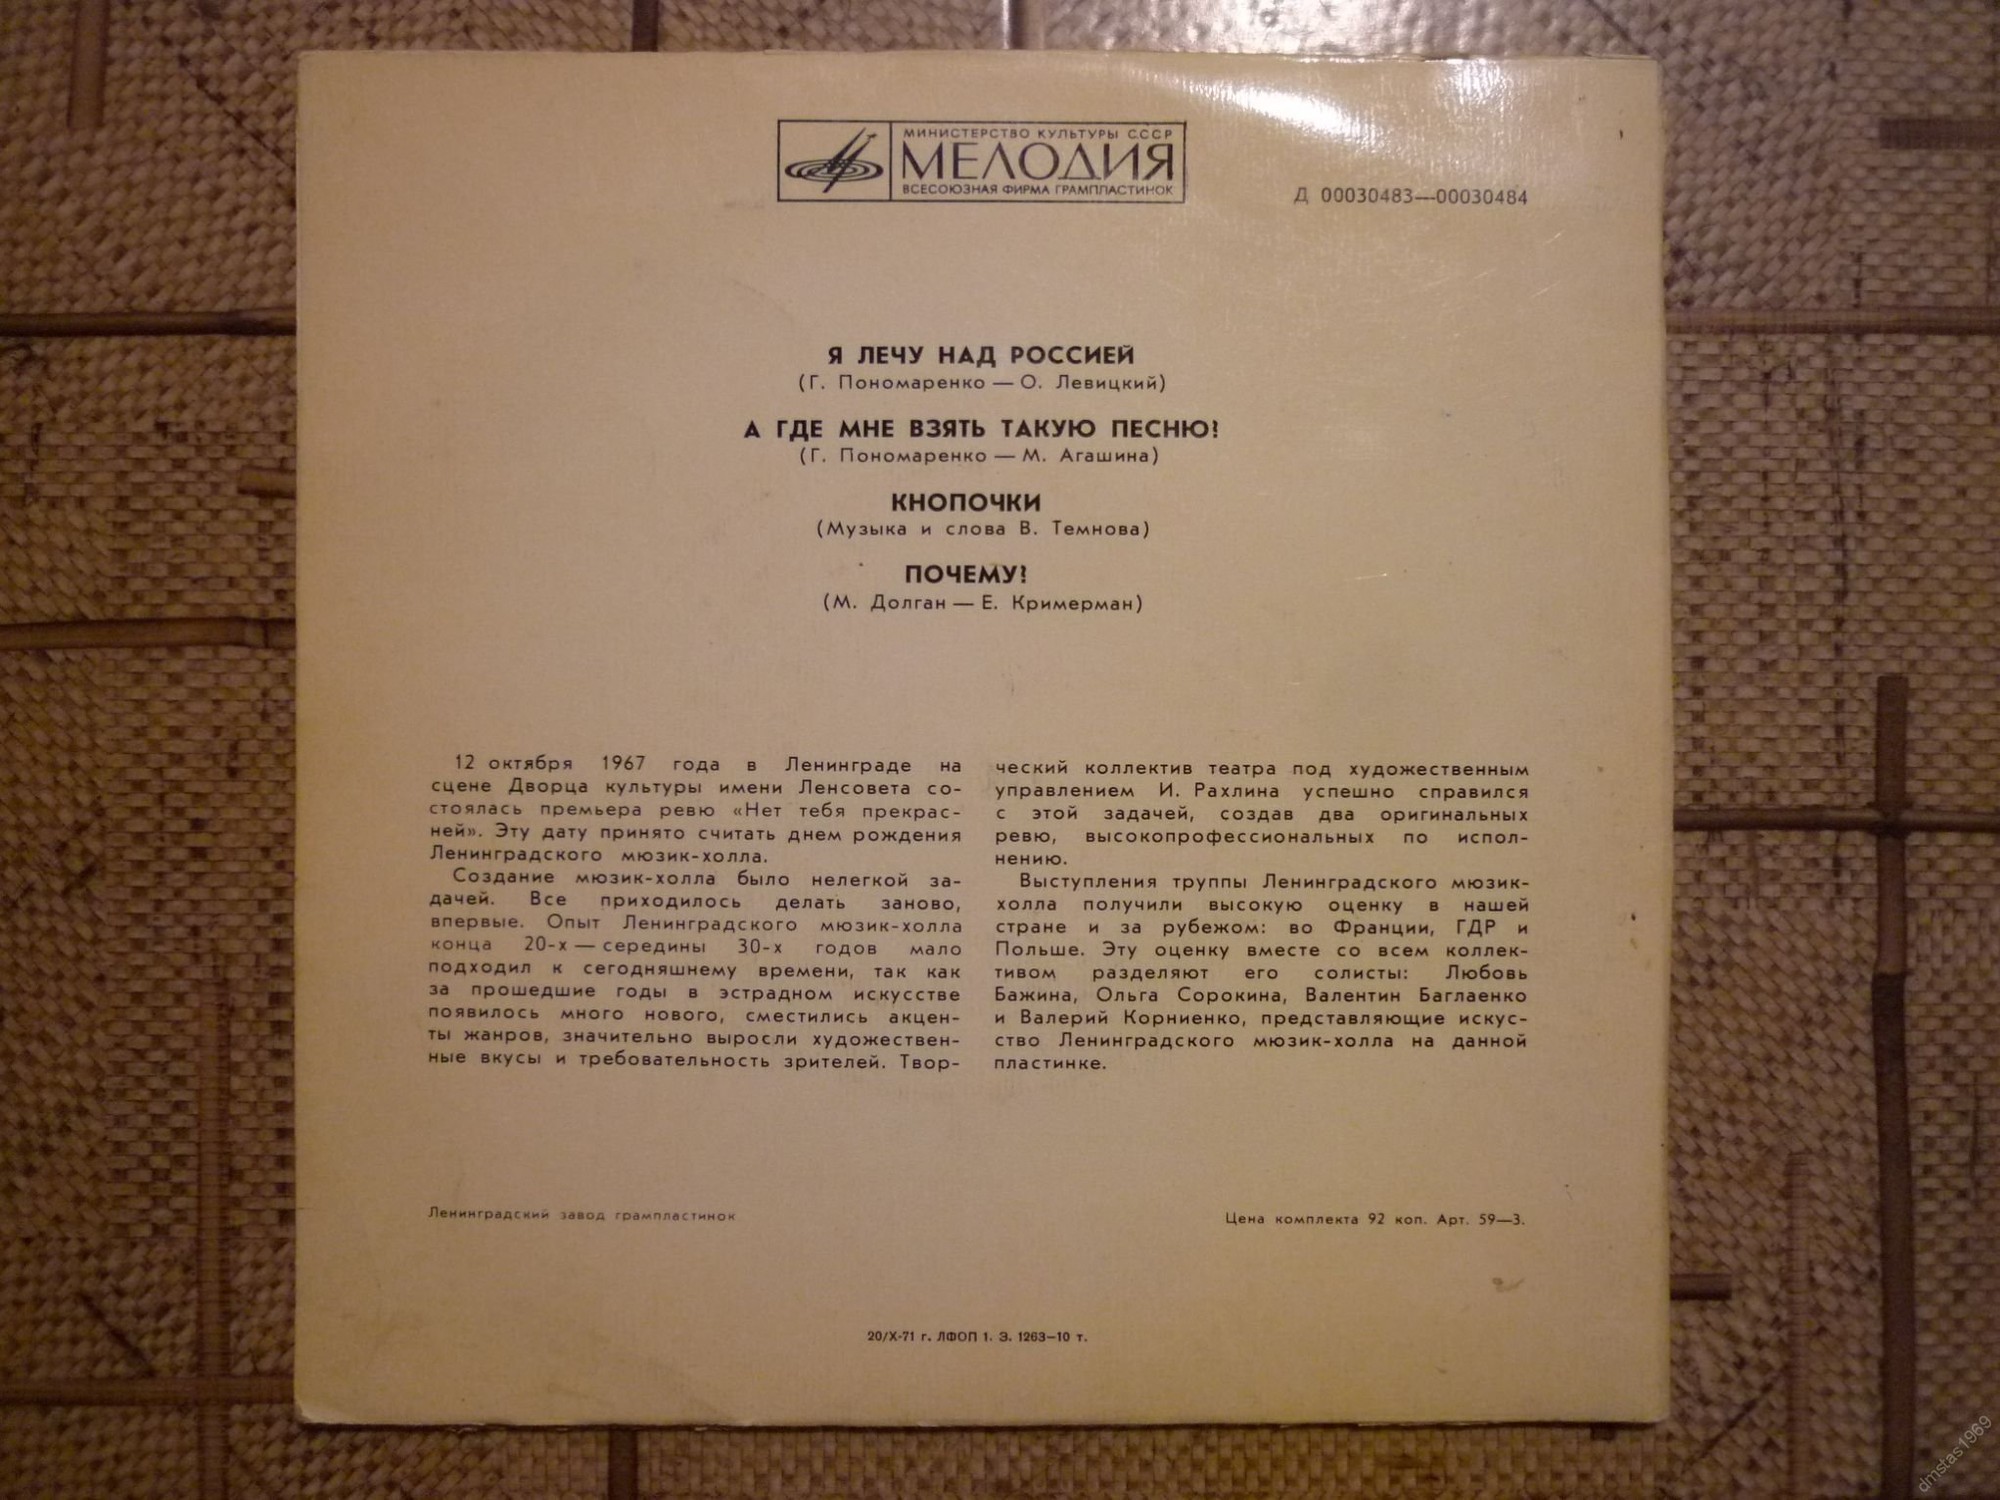 МИНИСТЕРСТВО КУЛЬТУРЫ СССР
МЕЛОДИЯ
ВСЕСОЮЗНАЯ ФИРМА ГРАМПЛАСТИНОК
Д 00030483—00030484
Я ЛЕЧУ НАД РОССИЕЙ
(Г. Пономаренко — О. Левицкий)
А ГДЕ МНЕ ВЗЯТЬ ТАКУЮ ПЕСНЮ?
(Г. Пономаренко — М. Агашина)
КНОПОЧКИ
(Музыка и слова В. Темнова)
ПОЧЕМУ?
(М. Долган — Е. Кримерман)
12 октября 1967 года в Ленинграде на
сцене Дворца культуры имени Ленсовета со-
стоялась премьера ревю «Нет тебя прекрас-
ней». Эту дату принято считать днем рождения
Ленинградского мюзик-холла.
Создание мюзик-холла было нелегкой за-
дачей. Все приходилось делать заново,
впервые. Опыт Ленинградского мюзик-холла
конца 20-х — середины 30-х годов мало
подходил к сегодняшнему времени, так как
за прошедшие годы в эстрадном искусстве
появилось много нового, сместились акцен-
ты жанров, значительно выросли художествен-
ные вкусы и требовательность зрителей. Твор-
ческий коллектив театра под художественным
управлением И. Рахлина успешно справился
с этой задачей, создав два оригинальных
ревю, высокопрофессиональных по испол-
нению.
Выступления труппы Ленинградского мюзик-
холла получили высокую оценку в нашей
стране и за рубежом: во Франции, ГДР и
Польше. Эту оценку вместе со всем коллек-
тивом разделяют его солисты: Любовь
Бажина, Ольга Сорокина, Валентин Баглаенко
и Валерий Корниенко, представляющие искус-
ство Ленинградского мюзик-холла на данной
пластинке.
Ленинградский завод грампластинок
Цена комплекта 92 коп. Арт. 59—3.
20/X-71 г. ЛФОП 1. З. 1263—10 т.
dmstas1969